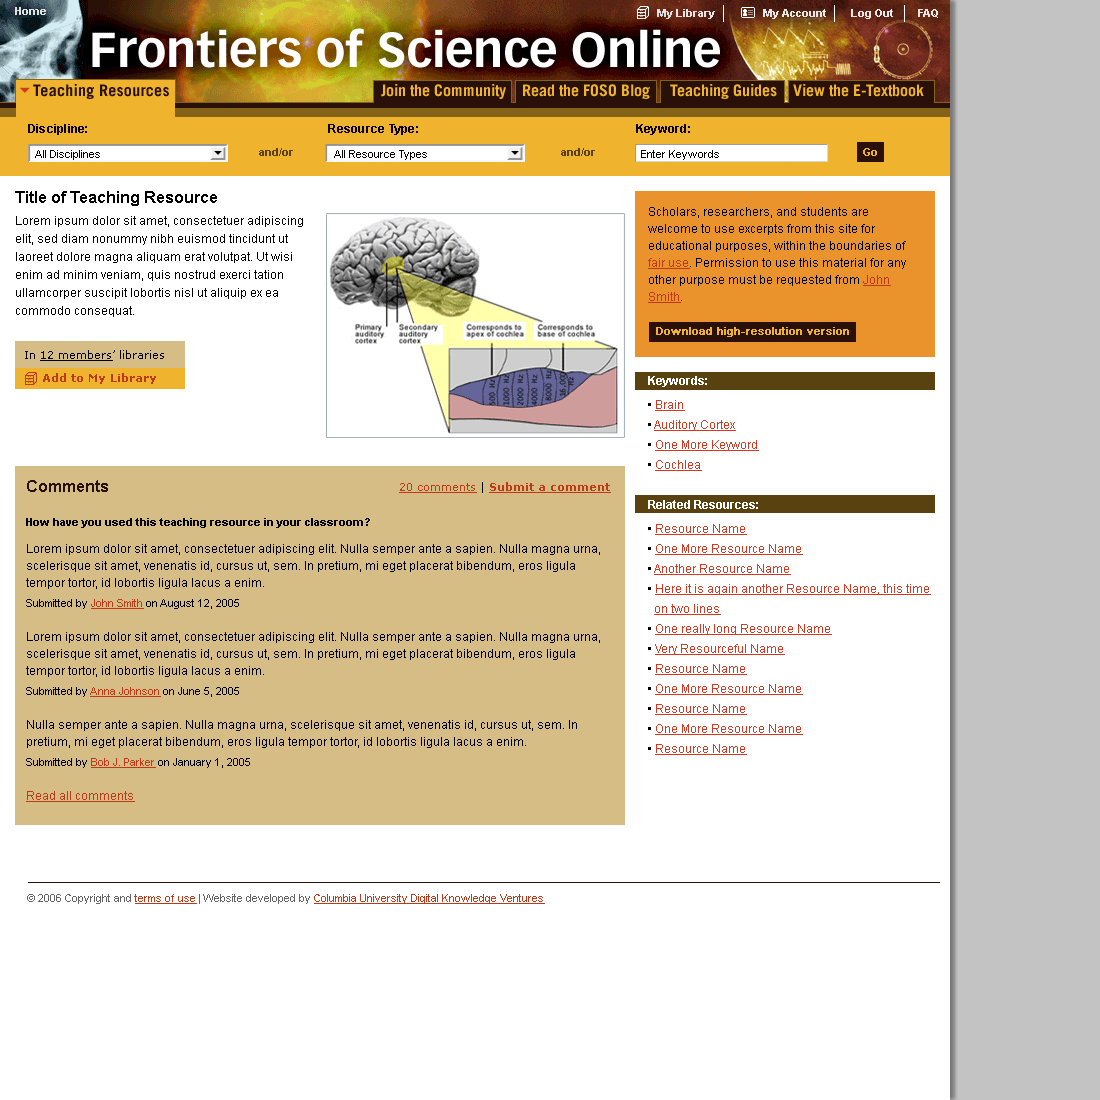 Home
My Library
My Account
Log Out
FAQ
Frontiers of Science Online
Teaching Resources
Join the Community
Read the FOSO Blog
Teaching Guides
View the E-Textbook
Discipline:
Resource Type:
Keyword:
All Disciplines
and/or
All Resource Types
and/or
Enter Keywords
Go
Title of Teaching Resource
Lorem ipsum dolor sit amet, consectetuer adipiscing
elit, sed diam nonummy nibh euismod tincidunt ut
laoreet dolore magna aliquam erat volutpat. Ut wisi
enim ad minim veniam, quis nostrud exerci tation
ullamcorper suscipit lobortis nisl ut aliquip ex ea
commodo consequat.
In 12 members' libraries
Add to My Library
Primary
auditory
cortex
Secondary
auditory
cortex
Corresponds to
apex of cochlea
Corresponds to
base of cochlea
500 Hz
1000 Hz
2000 Hz
4000 Hz
8000 Hz
16,000 Hz
Scholars, researchers, and students are
welcome to use excerpts from this site for
educational purposes, within the boundaries of
fair use. Permission to use this material for any
other purpose must be requested from John
Smith.
Download high-resolution version
Keywords:
• Brain
• Auditory Cortex
• One More Keyword
• Cochlea
Related Resources:
• Resource Name
• One More Resource Name
• Another Resource Name
• Here it is again another Resource Name, this time
on two lines
• One really long Resource Name
• Very Resourceful Name
• Resource Name
• One More Resource Name
• Resource Name
• One More Resource Name
• Resource Name
Comments
20 comments | Submit a comment
How have you used this teaching resource in your classroom?
Lorem ipsum dolor sit amet, consectetuer adipiscing elit. Nulla semper ante a sapien. Nulla magna urna,
scelerisque sit amet, venenatis id, cursus ut, sem. In pretium, mi eget placerat bibendum, eros ligula
tempor tortor, id lobortis ligula lacus a enim.
Submitted by John Smith on August 12, 2005
Lorem ipsum dolor sit amet, consectetuer adipiscing elit. Nulla semper ante a sapien. Nulla magna urna,
scelerisque sit amet, venenatis id, cursus ut, sem. In pretium, mi eget placerat bibendum, eros ligula
tempor tortor, id lobortis ligula lacus a enim.
Submitted by Anna Johnson on June 5, 2005
Nulla semper ante a sapien. Nulla magna urna, scelerisque sit amet, venenatis id, cursus ut, sem. In
pretium, mi eget placerat bibendum, eros ligula tempor tortor, id lobortis ligula lacus a enim.
Submitted by Bob J. Parker on January 1, 2005
Read all comments
© 2006 Copyright and terms of use | Website developed by Columbia University Digital Knowledge Ventures.